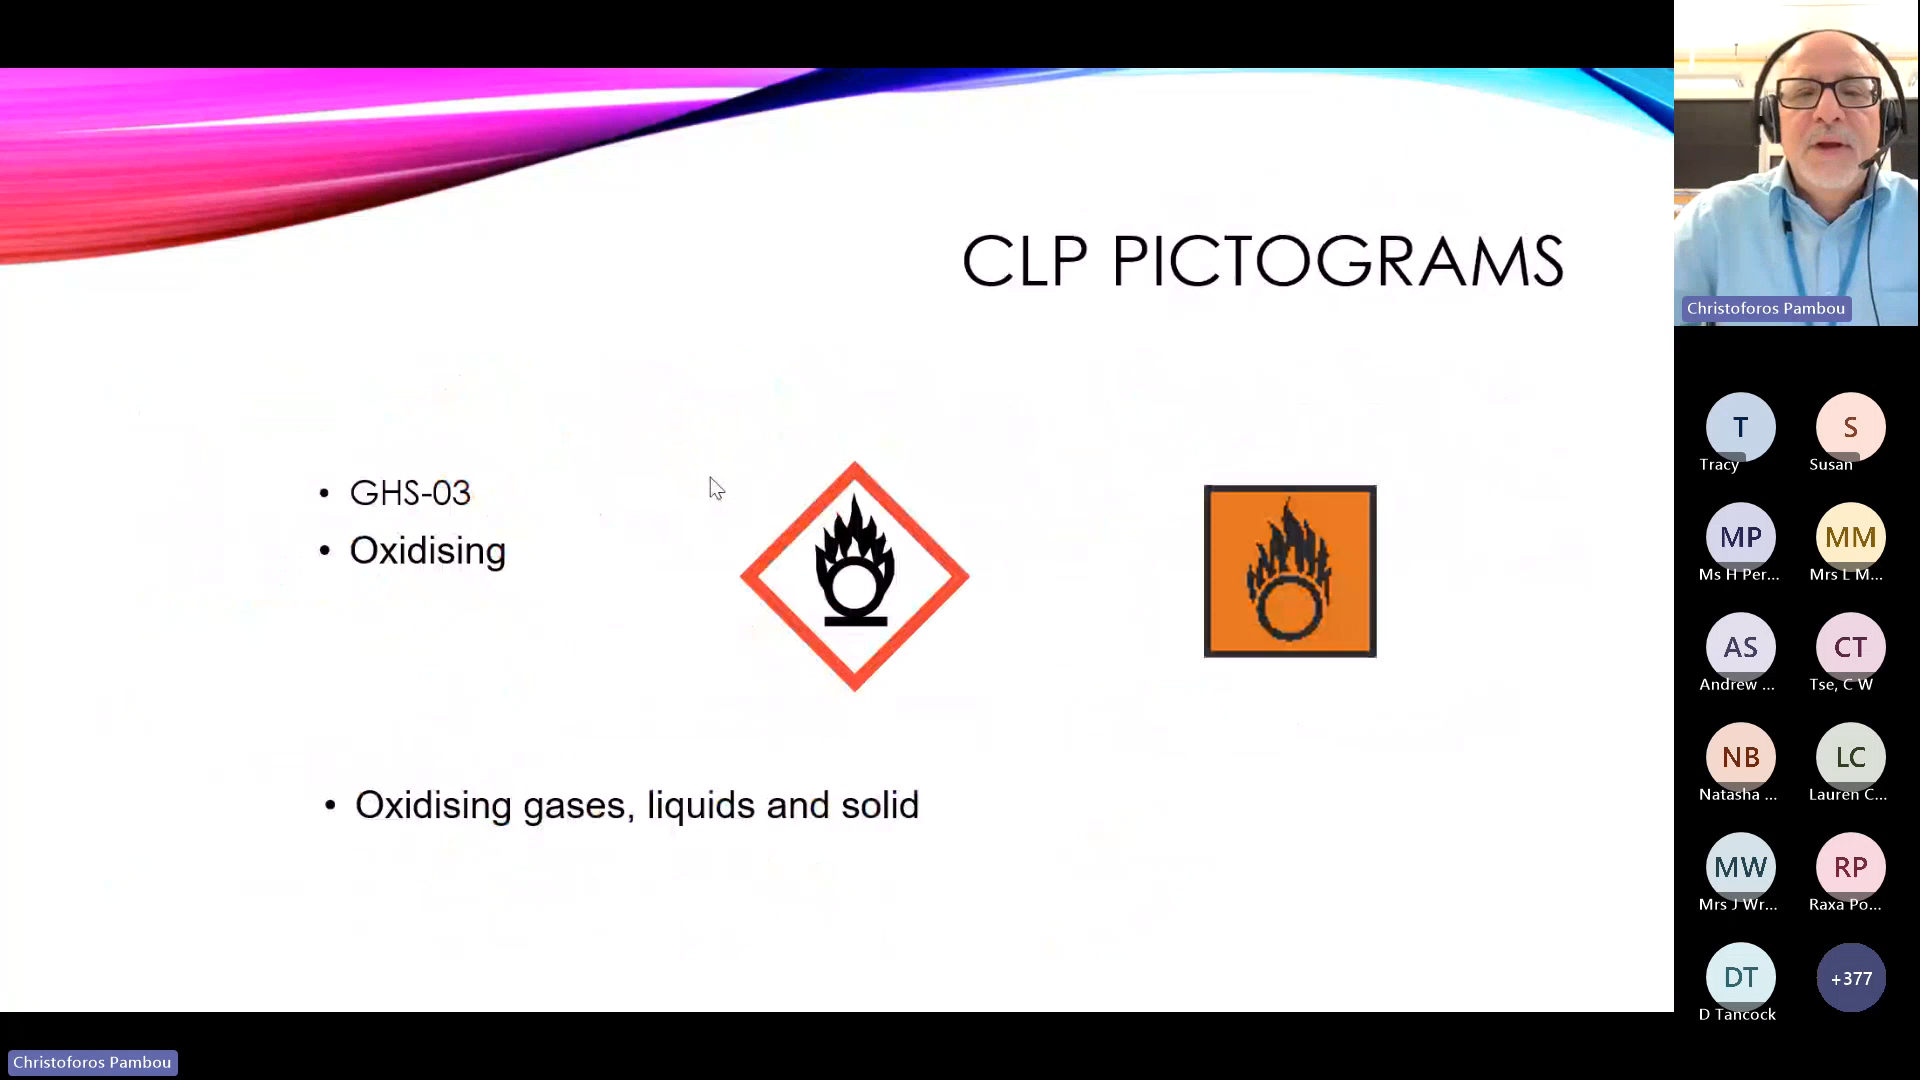 CLP PICTOGRAMS
• GHS-03
• Oxidising
• Oxidising gases, liquids and solid
Christoforos Pambou
T
S
Tracy
Susan
MP
MM
Ms H Per...
Mrs L M...
AS
CT
Andrew ...
Tse, C W
NB
LC
Natasha ...
Lauren C...
MW
RP
Mrs J Wr...
Raxa Po...
DT
+377
D Tancock
Christoforos Pambou